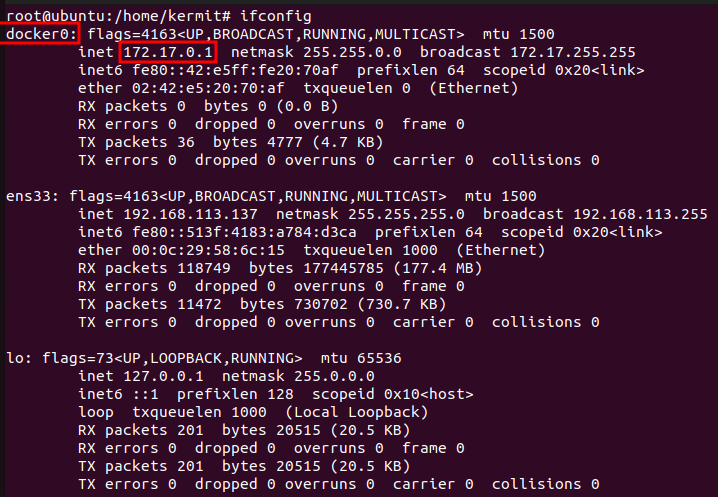 root@ubuntu:/home/kermit# ifconfig
docker0: flags=4163<UP,BROADCAST,RUNNING,MULTICAST>  mtu 1500
        inet 172.17.0.1  netmask 255.255.0.0  broadcast 172.17.255.255
        inet6 fe80::42:e5ff:fe20:70af  prefixlen 64  scopeid 0x20<link>
        ether 02:42:e5:20:70:af  txqueuelen 0  (Ethernet)
        RX packets 0  bytes 0 (0.0 B)
        RX errors 0  dropped 0  overruns 0  frame 0
        TX packets 36  bytes 4777 (4.7 KB)
        TX errors 0  dropped 0 overruns 0  carrier 0  collisions 0

ens33: flags=4163<UP,BROADCAST,RUNNING,MULTICAST>  mtu 1500
        inet 192.168.113.137  netmask 255.255.255.0  broadcast 192.168.113.255
        inet6 fe80::513f:4183:a784:d3ca  prefixlen 64  scopeid 0x20<link>
        ether 00:0c:29:58:6c:15  txqueuelen 1000  (Ethernet)
        RX packets 118749  bytes 177445785 (177.4 MB)
        RX errors 0  dropped 0  overruns 0  frame 0
        TX packets 11472  bytes 730702 (730.7 KB)
        TX errors 0  dropped 0 overruns 0  carrier 0  collisions 0

lo: flags=73<UP,LOOPBACK,RUNNING>  mtu 65536
        inet 127.0.0.1  netmask 255.0.0.0
        inet6 ::1  prefixlen 128  scopeid 0x10<host>
        loop  txqueuelen 1000  (Local Loopback)
        RX packets 201  bytes 20515 (20.5 KB)
        RX errors 0  dropped 0  overruns 0  frame 0
        TX packets 201  bytes 20515 (20.5 KB)
        TX errors 0  dropped 0 overruns 0  carrier 0  collisions 0